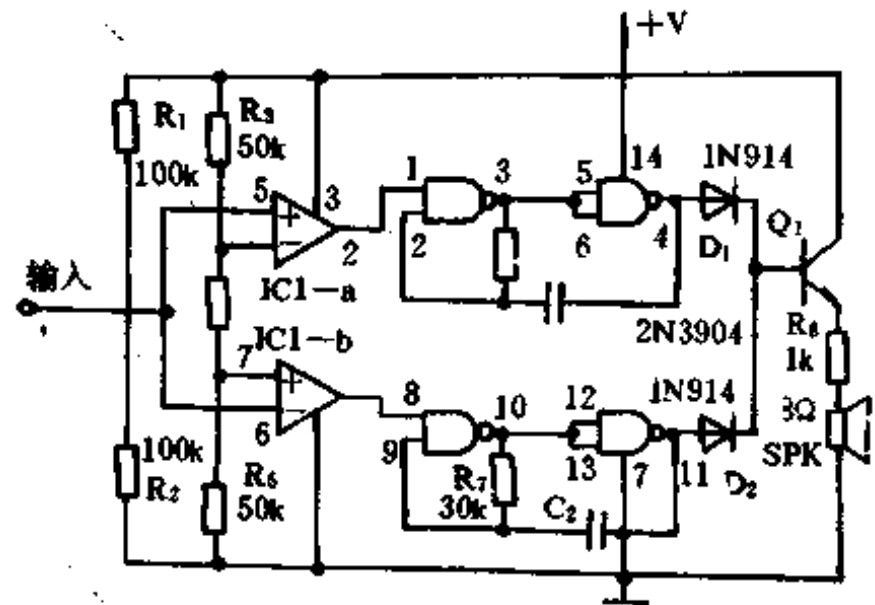 +V
R₁
100k
R₃
50k
5
3
2
IC1-a
1
2
3
5
6
14
4
1N914
D₁
Q₁
2N3904
输入
IC1-b
7
6
8
9
10
12
13
7
11
1N914
D₂
R₆
1k
8Ω
SPK
100k
R₂
R₅
50k
R₇
30k
C₂